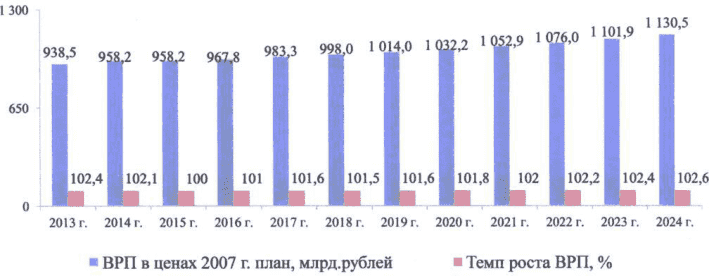 1 300
650
0
938,5 958,2 958,2 967,8 983,3 998,0 1 014,0 1 032,2 1 052,9 1 076,0 1 101,9 1 130,5
102,4 102,1 100 101 101,6 101,5 101,6 101,8 102 102,2 102,4 102,6
2013 г. 2014 г. 2015 г. 2016 г. 2017 г. 2018 г. 2019 г. 2020 г. 2021 г. 2022 г. 2023 г. 2024 г.
ВРП в ценах 2007 г. план, млрд.рублей Темп роста ВРП, %